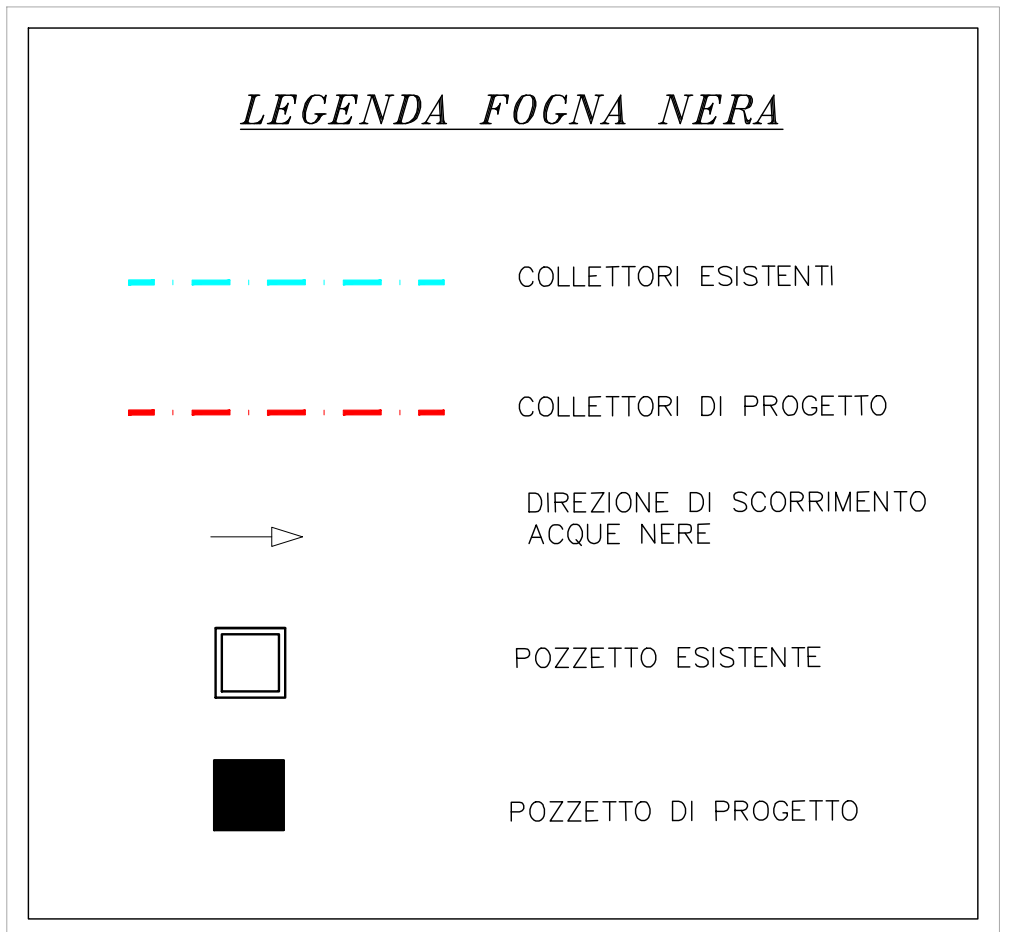 LEGENDA FOGNA NERA
COLLETTORI ESISTENTI
COLLETTORI DI PROGETTO
DIREZIONE DI SCORRIMENTO
ACQUE NERE
POZZETTO ESISTENTE
POZZETTO DI PROGETTO